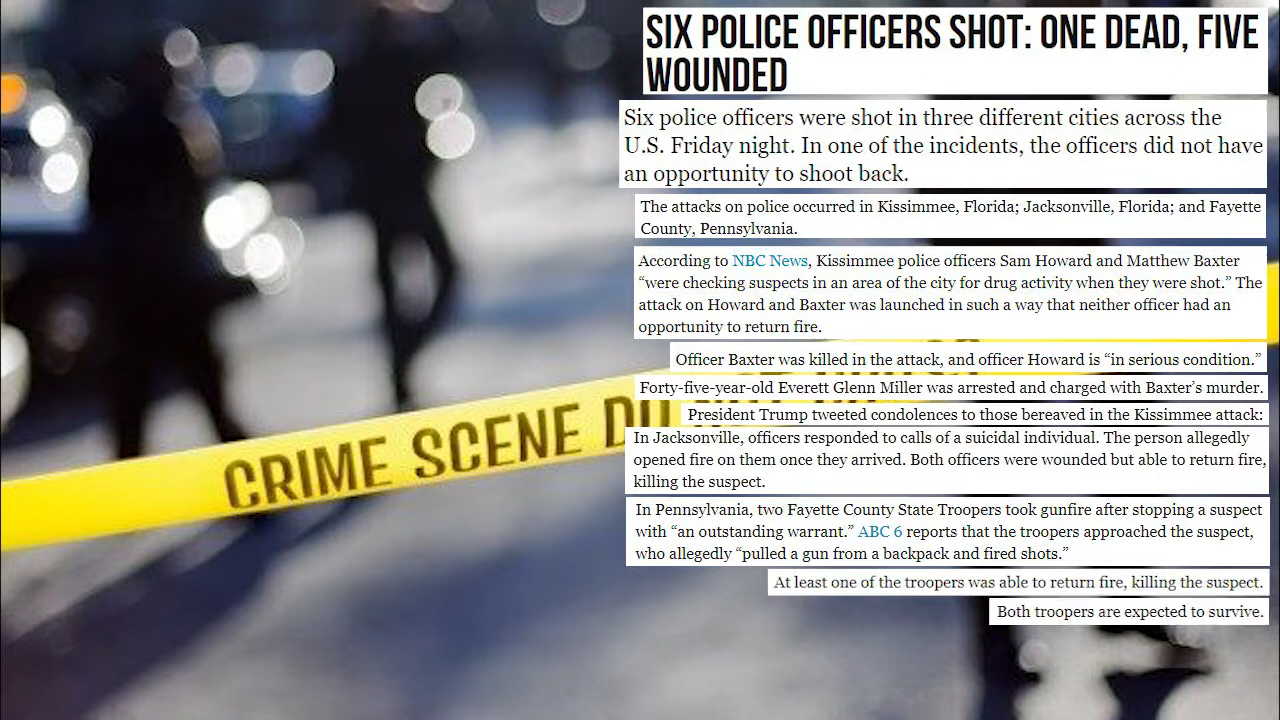 SIX POLICE OFFICERS SHOT: ONE DEAD, FIVE
WOUNDED
Six police officers were shot in three different cities across the
U.S. Friday night. In one of the incidents, the officers did not have
an opportunity to shoot back.
The attacks on police occurred in Kissimmee, Florida; Jacksonville, Florida; and Fayette
County, Pennsylvania.
According to NBC News, Kissimmee police officers Sam Howard and Matthew Baxter
“were checking suspects in an area of the city for drug activity when they were shot.” The
attack on Howard and Baxter was launched in such a way that neither officer had an
opportunity to return fire.
Officer Baxter was killed in the attack, and officer Howard is “in serious condition.”
Forty-five-year-old Everett Glenn Miller was arrested and charged with Baxter’s murder.
President Trump tweeted condolences to those bereaved in the Kissimmee attack:
In Jacksonville, officers responded to calls of a suicidal individual. The person allegedly
opened fire on them once they arrived. Both officers were wounded but able to return fire,
killing the suspect.
In Pennsylvania, two Fayette County State Troopers took gunfire after stopping a suspect
with “an outstanding warrant.” ABC 6 reports that the troopers approached the suspect,
who allegedly “pulled a gun from a backpack and fired shots.”
At least one of the troopers was able to return fire, killing the suspect.
Both troopers are expected to survive.
CRIME SCENE DO